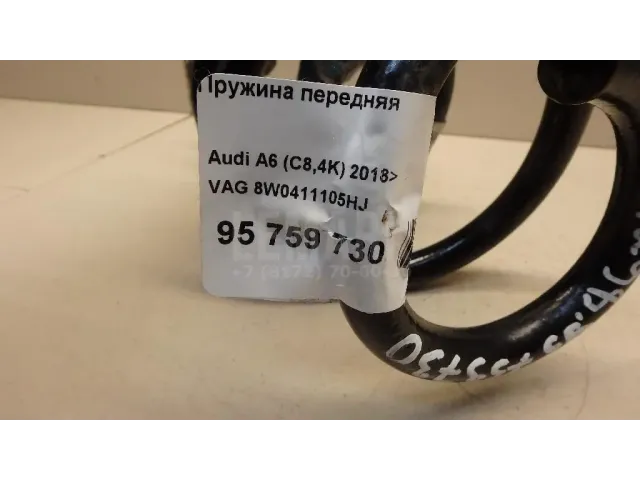 Пружина передняя
Audi A6 (C8,4K) 2018>
VAG 8W0411105HJ
95 759 730